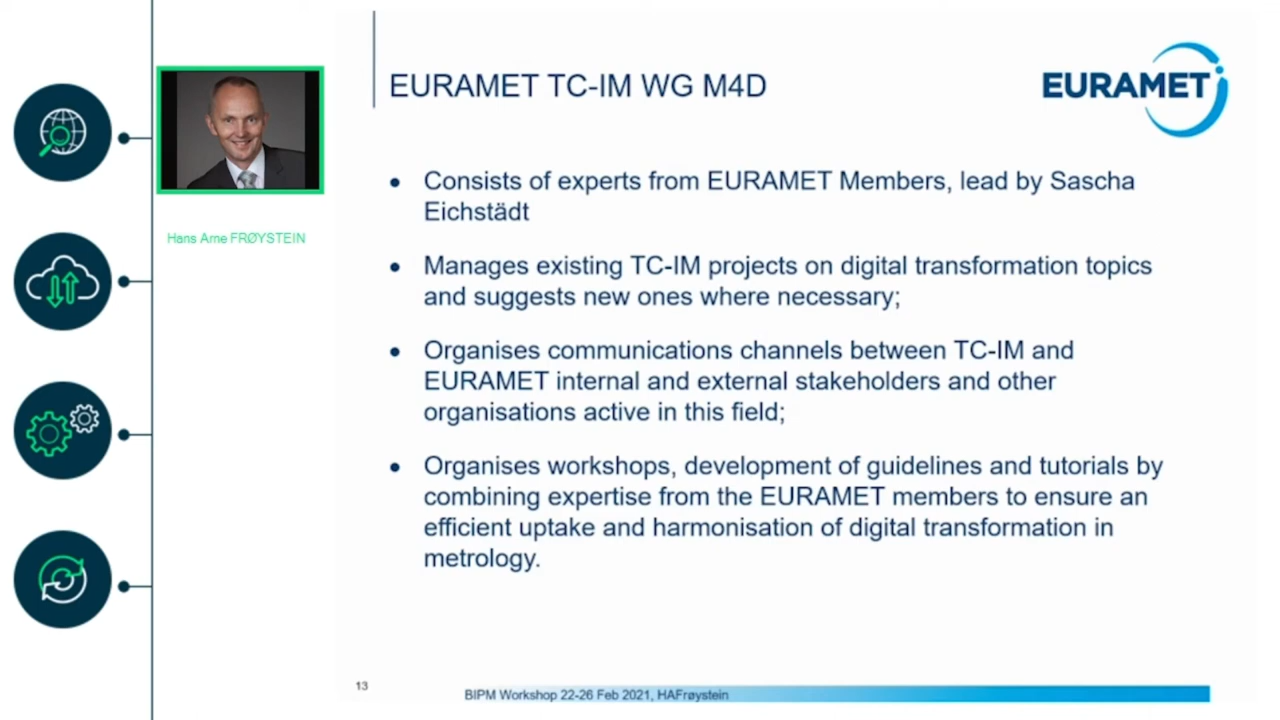 EURAMET TC-IM WG M4D
EURAMET
Hans Arne FRØYSTEIN
• Consists of experts from EURAMET Members, lead by Sascha
Eichstädt
• Manages existing TC-IM projects on digital transformation topics
and suggests new ones where necessary;
• Organises communications channels between TC-IM and
EURAMET internal and external stakeholders and other
organisations active in this field;
• Organises workshops, development of guidelines and tutorials by
combining expertise from the EURAMET members to ensure an
efficient uptake and harmonisation of digital transformation in
metrology.
13
BIPM Workshop 22-26 Feb 2021, HAFrøystein